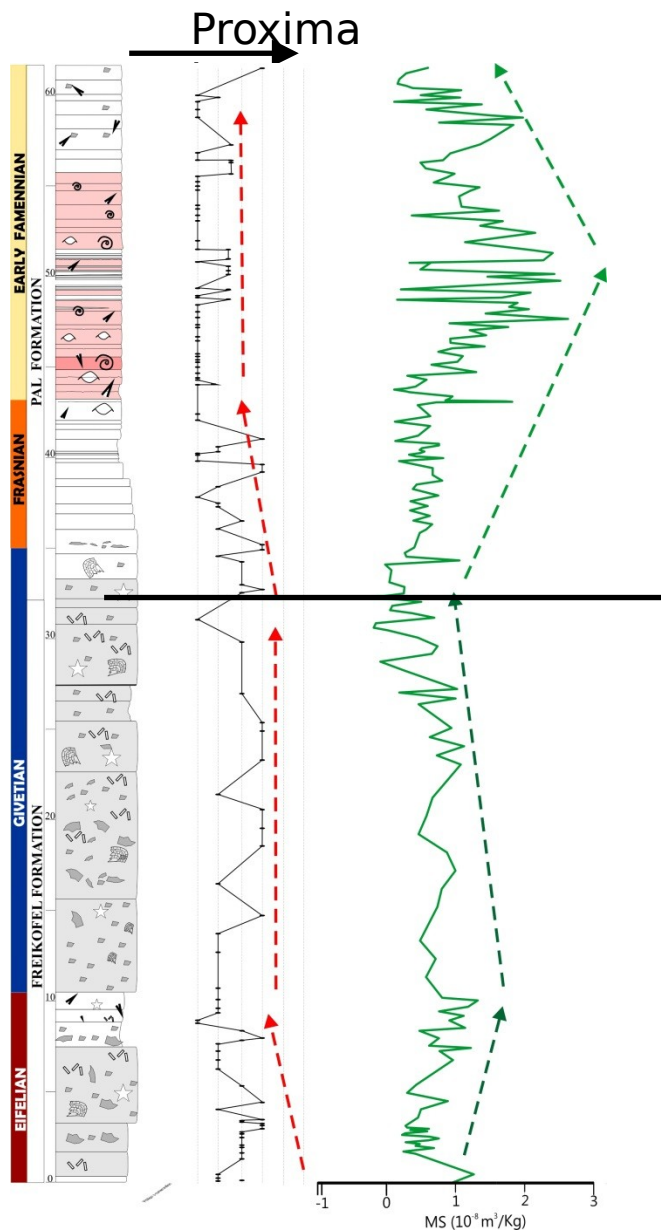 Proxima
60
EARLY FAMENNIAN
50
PAL FORMATION
FRASNIAN
40
30
GIVETIAN
20
FREIKOFEL FORMATION
10
EIFELIAN
0
-1 0 1 2 3
MS (10⁻⁸ m³/Kg)